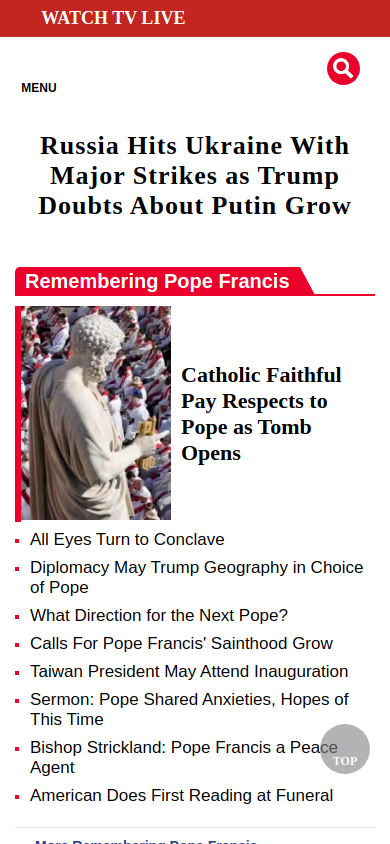 WATCH TV LIVE
MENU
Russia Hits Ukraine With
Major Strikes as Trump
Doubts About Putin Grow
Remembering Pope Francis
Catholic Faithful
Pay Respects to
Pope as Tomb
Opens
All Eyes Turn to Conclave
Diplomacy May Trump Geography in Choice
of Pope
What Direction for the Next Pope?
Calls For Pope Francis' Sainthood Grow
Taiwan President May Attend Inauguration
Sermon: Pope Shared Anxieties, Hopes of
This Time
Bishop Strickland: Pope Francis a Peace
Agent
TOP
American Does First Reading at Funeral
More Remembering Pope Francis